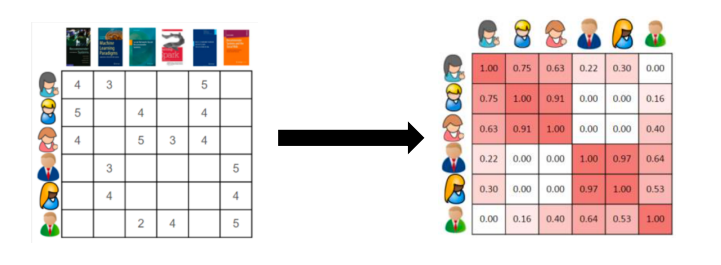 Machine Learning Paradigms
4 3 5
5 4 4
4 5 3 4
3 5
4 4
2 4 5
1.00 0.75 0.63 0.22 0.30 0.00
0.75 1.00 0.91 0.00 0.00 0.16
0.63 0.91 1.00 0.00 0.00 0.40
0.22 0.00 0.00 1.00 0.97 0.64
0.30 0.00 0.00 0.97 1.00 0.53
0.00 0.16 0.40 0.64 0.53 1.00